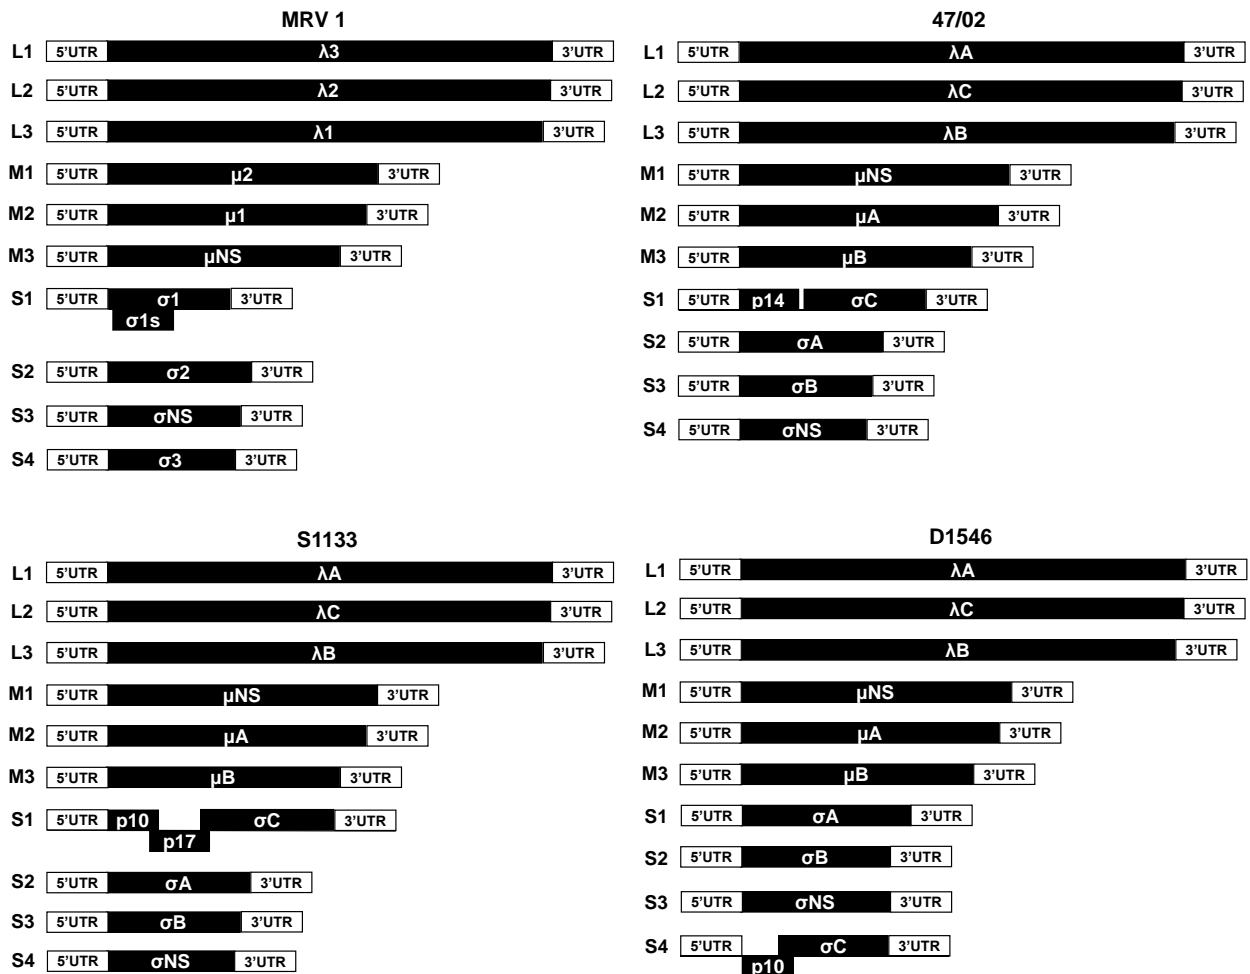 MRV 1
L1 5’UTR λ3 3’UTR
L2 5’UTR λ2 3’UTR
L3 5’UTR λ1 3’UTR
M1 5’UTR μ2 3’UTR
M2 5’UTR μ1 3’UTR
M3 5’UTR μNS 3’UTR
S1 5’UTR σ1 3’UTR
σ1s
S2 5’UTR σ2 3’UTR
S3 5’UTR σNS 3’UTR
S4 5’UTR σ3 3’UTR
47/02
L1 5’UTR λA 3’UTR
L2 5’UTR λC 3’UTR
L3 5’UTR λB 3’UTR
M1 5’UTR μNS 3’UTR
M2 5’UTR μA 3’UTR
M3 5’UTR μB 3’UTR
S1 5’UTR p14 σC 3’UTR
S2 5’UTR σA 3’UTR
S3 5’UTR σB 3’UTR
S4 5’UTR σNS 3’UTR
S1133
L1 5’UTR λA 3’UTR
L2 5’UTR λC 3’UTR
L3 5’UTR λB 3’UTR
M1 5’UTR μNS 3’UTR
M2 5’UTR μA 3’UTR
M3 5’UTR μB 3’UTR
S1 5’UTR p10 σC 3’UTR
p17
S2 5’UTR σA 3’UTR
S3 5’UTR σB 3’UTR
S4 5’UTR σNS 3’UTR
D1546
L1 5’UTR λA 3’UTR
L2 5’UTR λC 3’UTR
L3 5’UTR λB 3’UTR
M1 5’UTR μNS 3’UTR
M2 5’UTR μA 3’UTR
M3 5’UTR μB 3’UTR
S1 5’UTR σA 3’UTR
S2 5’UTR σB 3’UTR
S3 5’UTR σNS 3’UTR
S4 5’UTR σC 3’UTR
p10